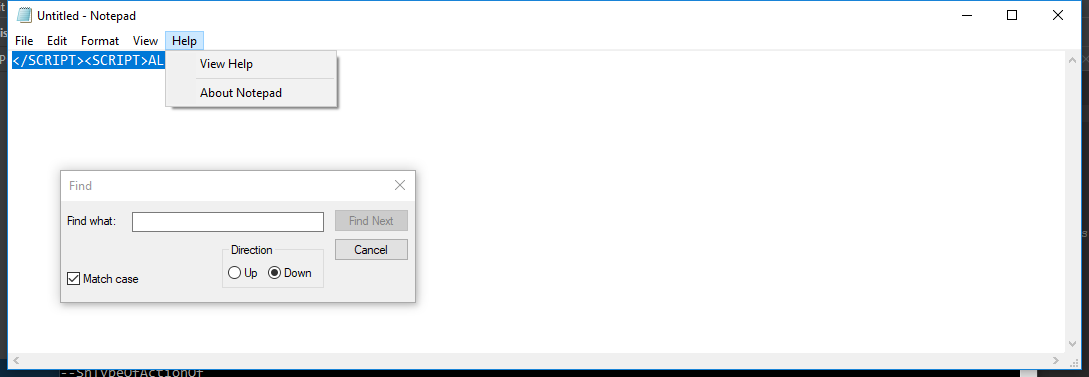 Untitled - Notepad
File Edit Format View Help
</SCRIPT><SCRIPT>AL
View Help
About Notepad
Find
Find what:
Find Next
Cancel
Direction
Up Down
Match case
--ShTypeOfActionOf